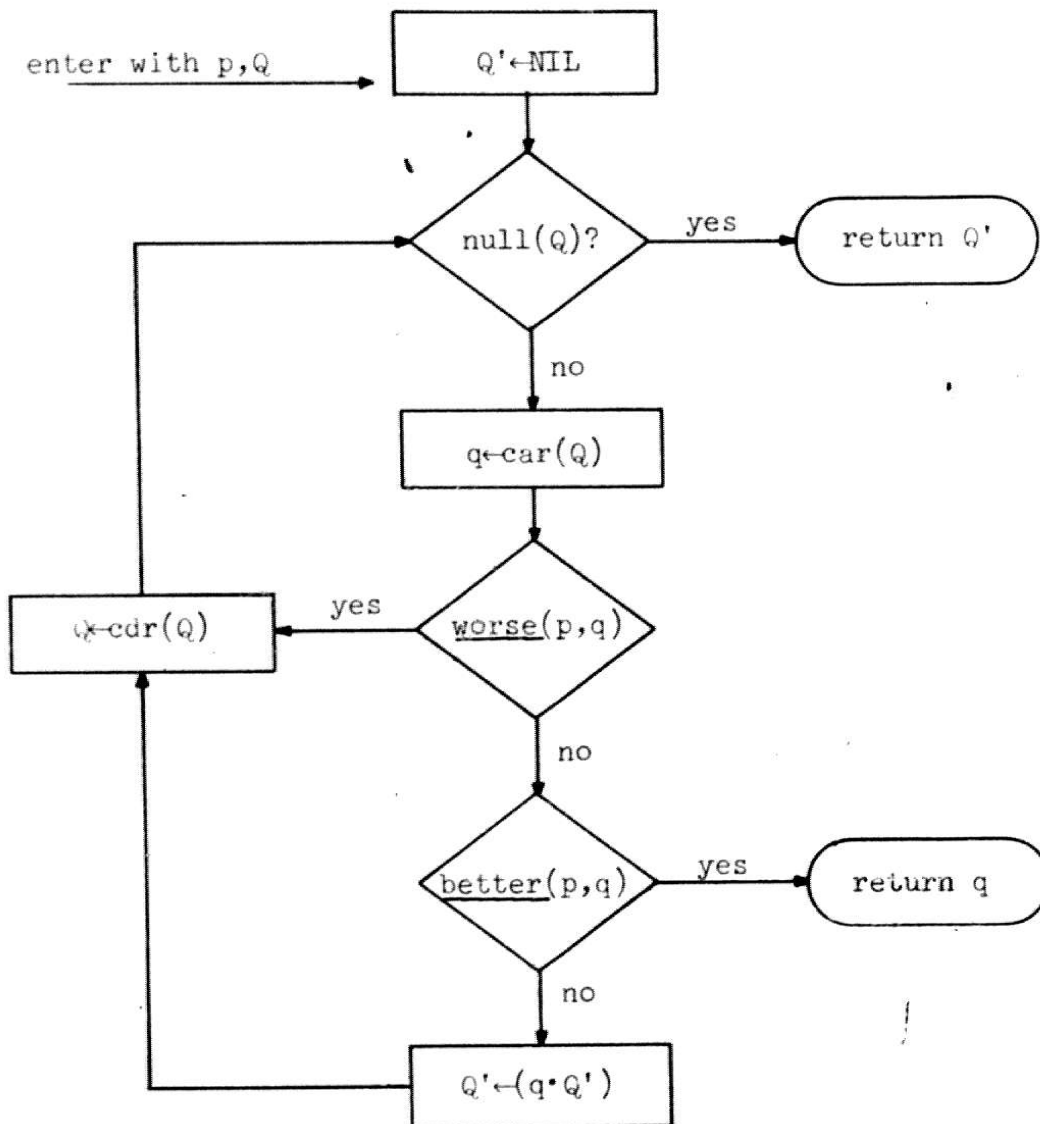 Q'←NIL
enter with p,Q
null(Q)?
yes
return Q'
no
q←car(Q)
worse(p,q)
yes
Q←cdr(Q)
no
better(p,q)
yes
return q
no
Q'←(q·Q')